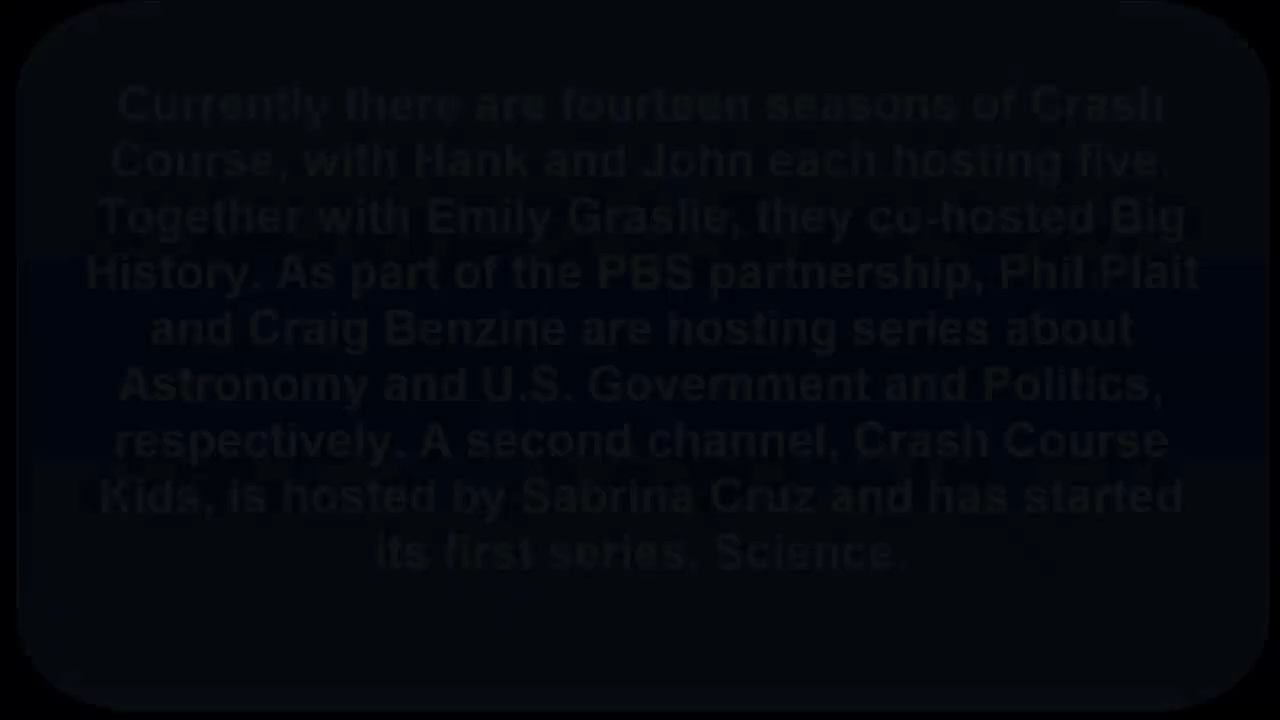 Currently there are fourteen seasons of Crash
Course, with Hank and John each hosting five.
Together with Emily Graslie, they co-hosted Big
History. As part of the PBS partnership, Phil Plait
and Craig Benzine are hosting series about
Astronomy and U.S. Government and Politics,
respectively. A second channel, Crash Course
Kids, is hosted by Sabrina Cruz and has started
its first series, Science.